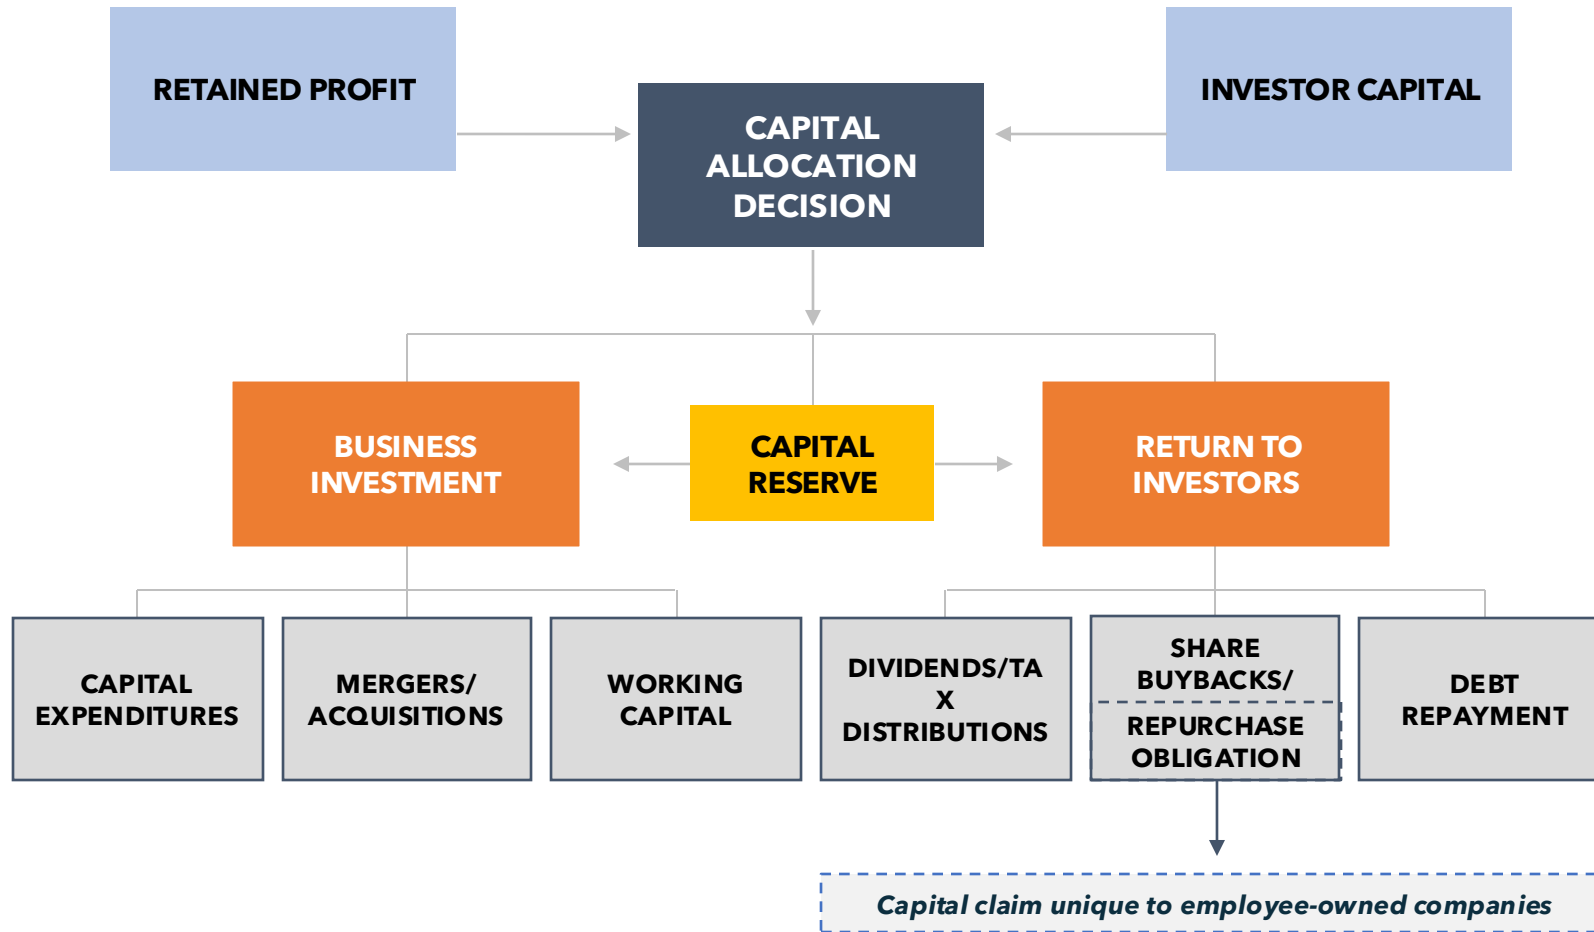 RETAINED PROFIT
INVESTOR CAPITAL
CAPITAL
ALLOCATION
DECISION
BUSINESS
INVESTMENT
CAPITAL
RESERVE
RETURN TO
INVESTORS
CAPITAL
EXPENDITURES
MERGERS/
ACQUISITIONS
WORKING
CAPITAL
DIVIDENDS/TA
X
DISTRIBUTIONS
SHARE
BUYBACKS/
REPURCHASE
OBLIGATION
DEBT
REPAYMENT
Capital claim unique to employee-owned companies